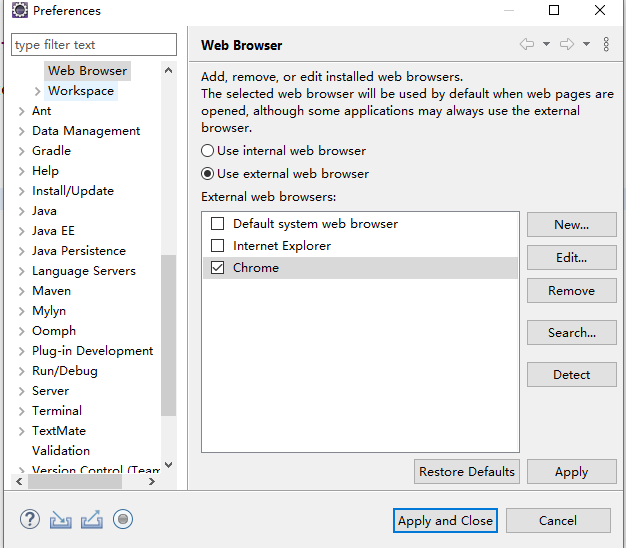 Preferences
type filter text
Web Browser
Workspace
Ant
Data Management
Gradle
Help
Install/Update
Java
Java EE
Java Persistence
Language Servers
Maven
Mylyn
Oomph
Plug-in Development
Run/Debug
Server
Terminal
TextMate
Validation
Version Control (Team
Web Browser
Add, remove, or edit installed web browsers.
The selected web browser will be used by default when web pages are
opened, although some applications may always use the external
browser.
Use internal web browser
Use external web browser
External web browsers:
Default system web browser
Internet Explorer
Chrome
New...
Edit...
Remove
Search...
Detect
Restore Defaults
Apply
?
Apply and Close
Cancel